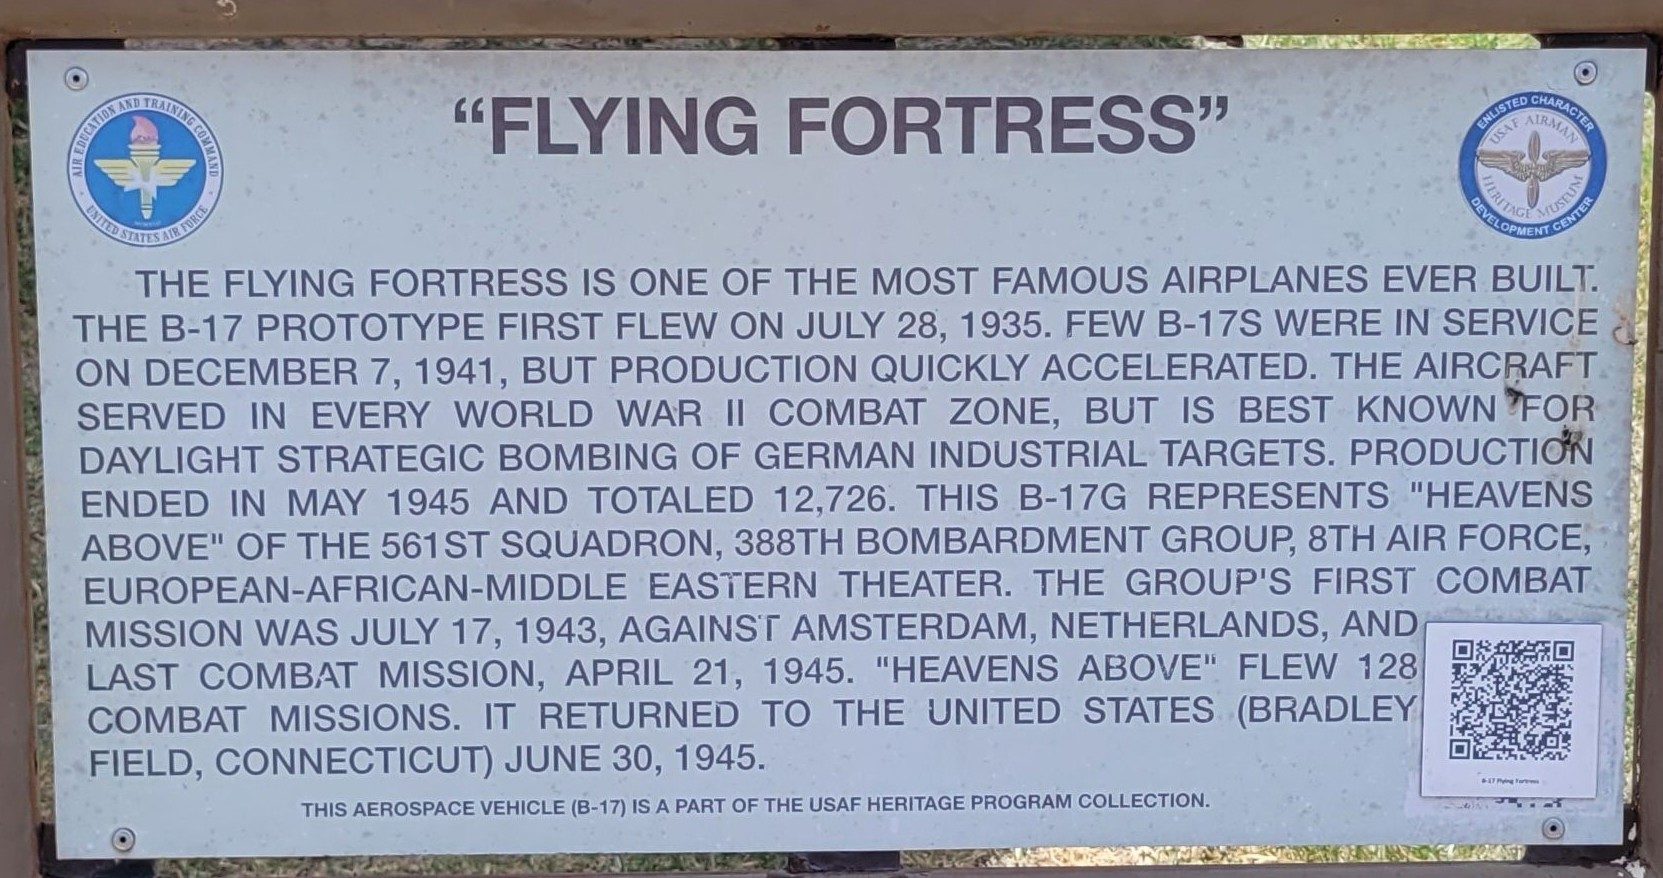 “FLYING FORTRESS”
AIR EDUCATION AND TRAINING COMMAND
UNITED STATES AIR FORCE
ENLISTED CHARACTER
USAF AIRMAN
HERITAGE MUSEUM
DEVELOPMENT CENTER
THE FLYING FORTRESS IS ONE OF THE MOST FAMOUS AIRPLANES EVER BUILT.
THE B-17 PROTOTYPE FIRST FLEW ON JULY 28, 1935. FEW B-17S WERE IN SERVICE
ON DECEMBER 7, 1941, BUT PRODUCTION QUICKLY ACCELERATED. THE AIRCRAFT
SERVED IN EVERY WORLD WAR II COMBAT ZONE, BUT IS BEST KNOWN FOR
DAYLIGHT STRATEGIC BOMBING OF GERMAN INDUSTRIAL TARGETS. PRODUCTION
ENDED IN MAY 1945 AND TOTALED 12,726. THIS B-17G REPRESENTS "HEAVENS
ABOVE" OF THE 561ST SQUADRON, 388TH BOMBARDMENT GROUP, 8TH AIR FORCE,
EUROPEAN-AFRICAN-MIDDLE EASTERN THEATER. THE GROUP'S FIRST COMBAT
MISSION WAS JULY 17, 1943, AGAINST AMSTERDAM, NETHERLANDS, AND
LAST COMBAT MISSION, APRIL 21, 1945. "HEAVENS ABOVE" FLEW 128
COMBAT MISSIONS. IT RETURNED TO THE UNITED STATES (BRADLEY
FIELD, CONNECTICUT) JUNE 30, 1945.
B-17 Flying Fortress
THIS AEROSPACE VEHICLE (B-17) IS A PART OF THE USAF HERITAGE PROGRAM COLLECTION.